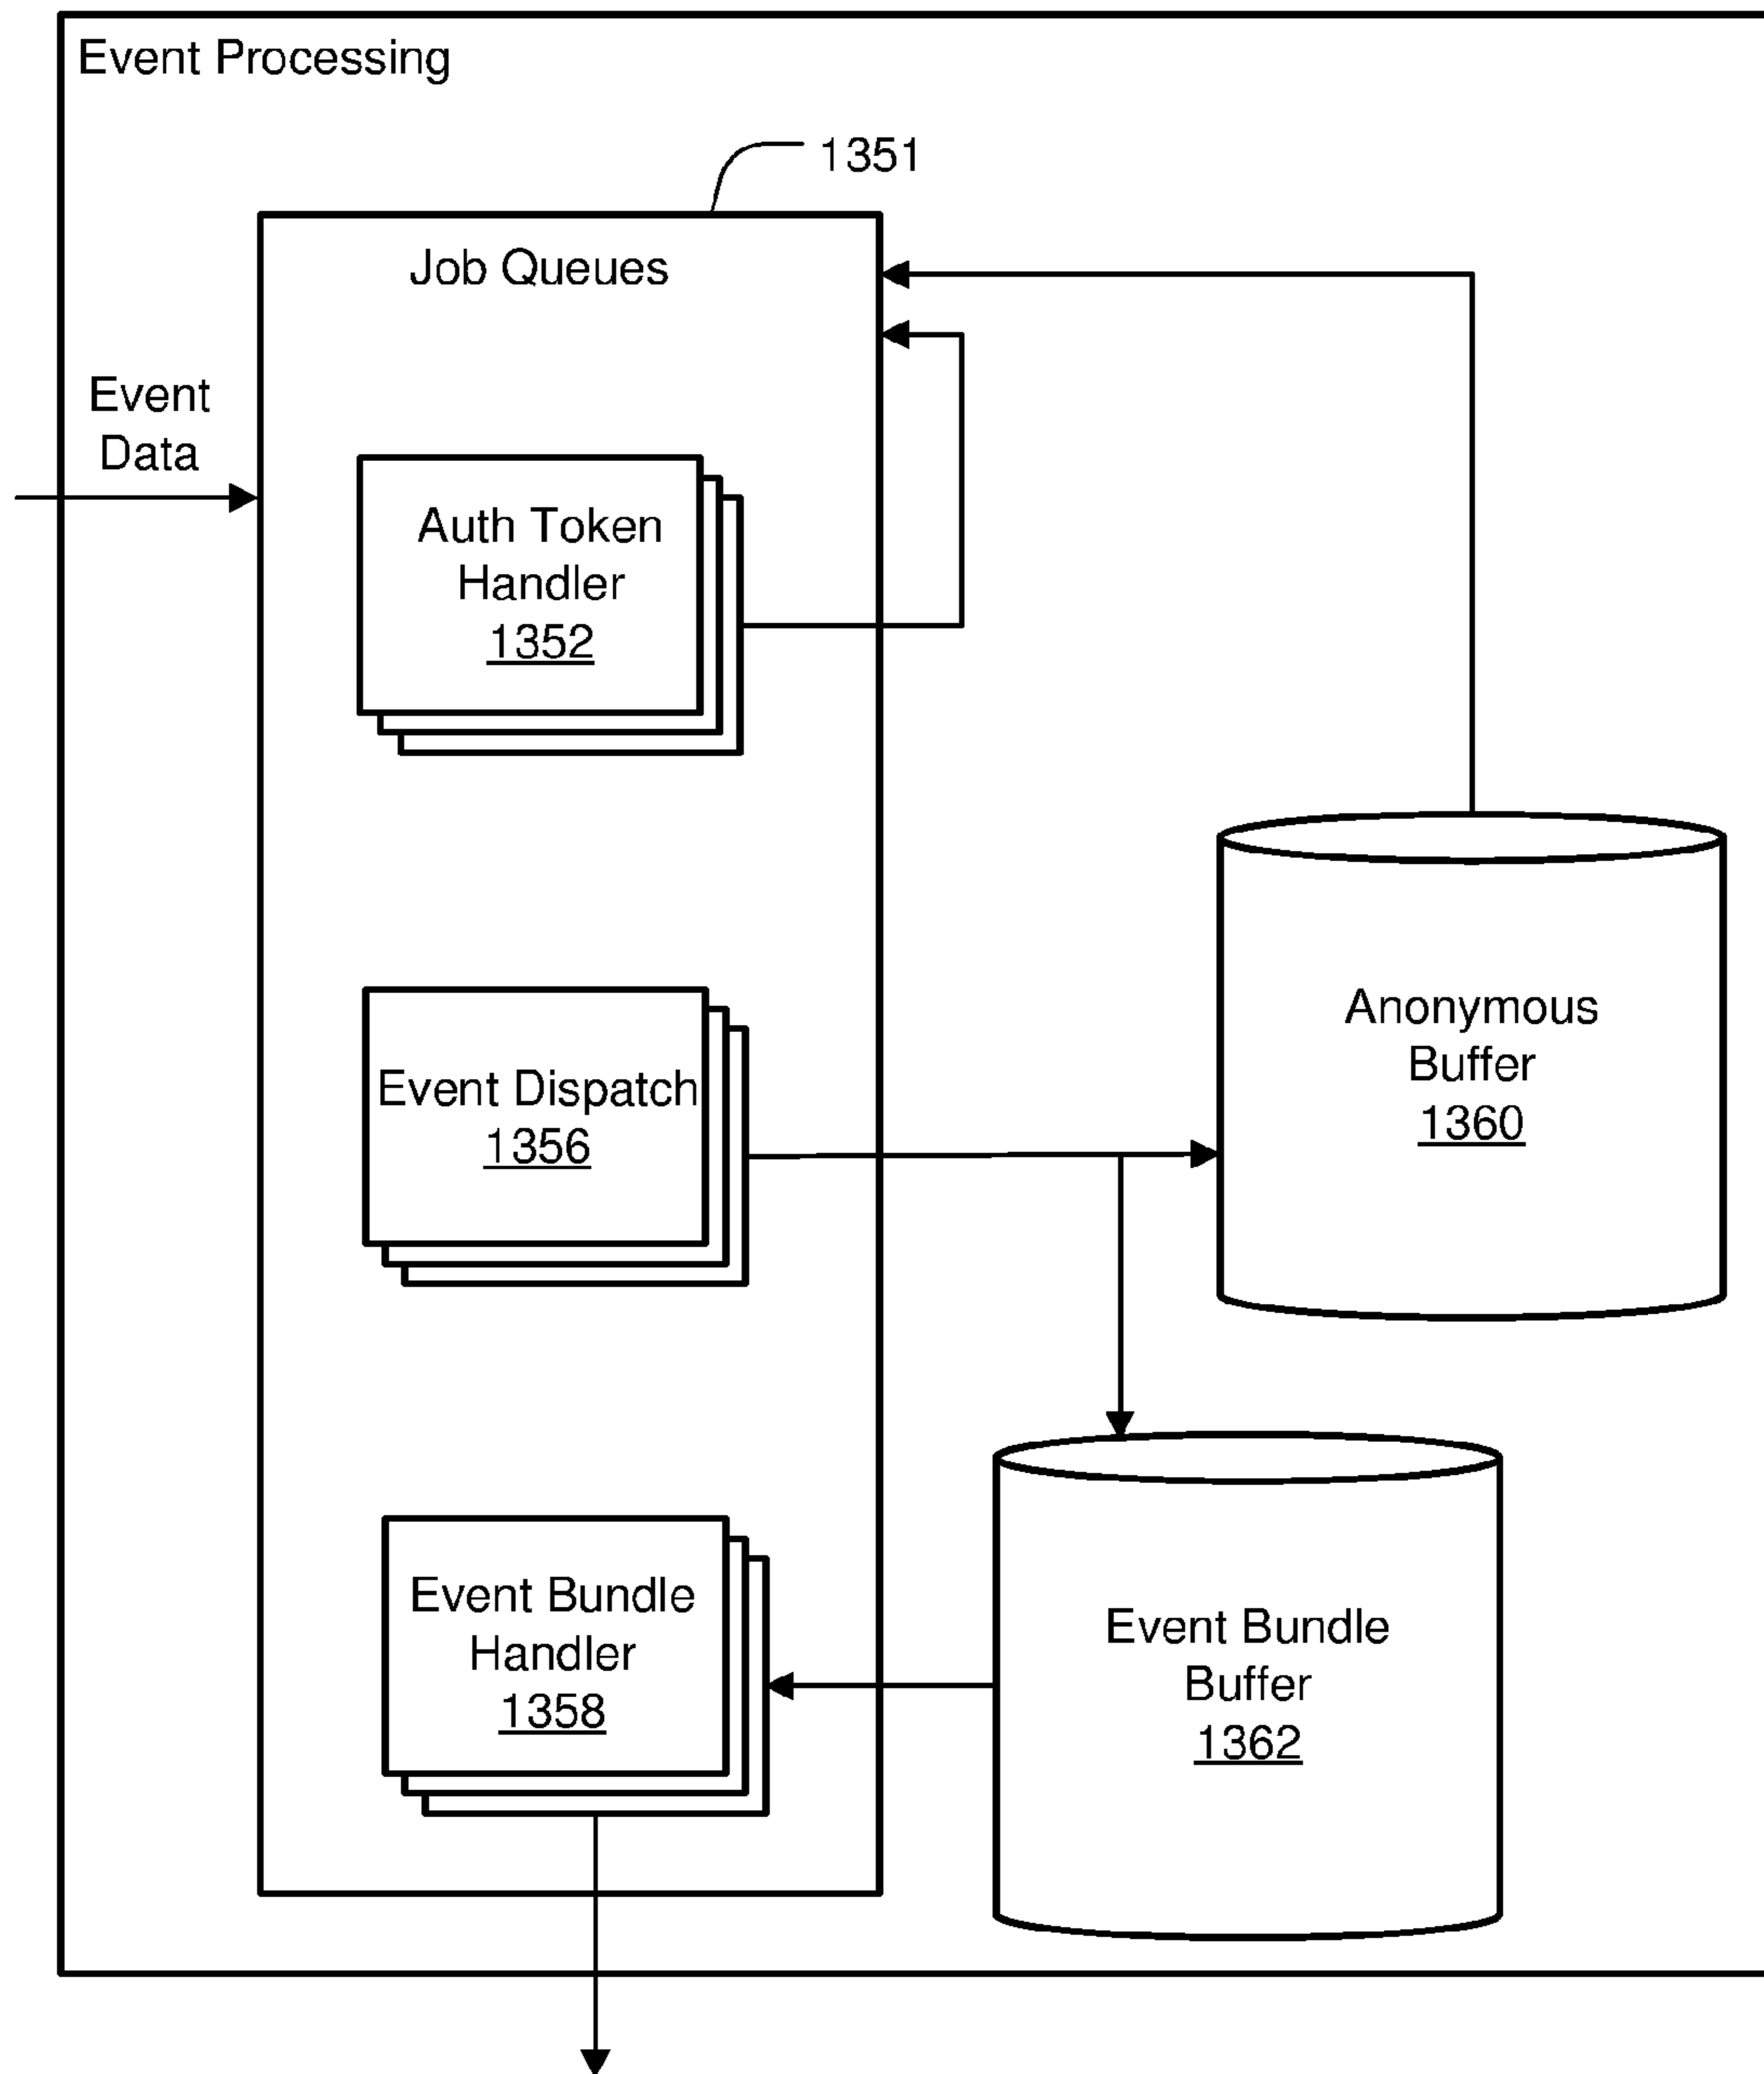 Event Processing
1351
Job Queues
Event
Data
Auth Token
Handler
1352
Event Dispatch
1356
Anonymous
Buffer
1360
Event Bundle
Handler
1358
Event Bundle
Buffer
1362